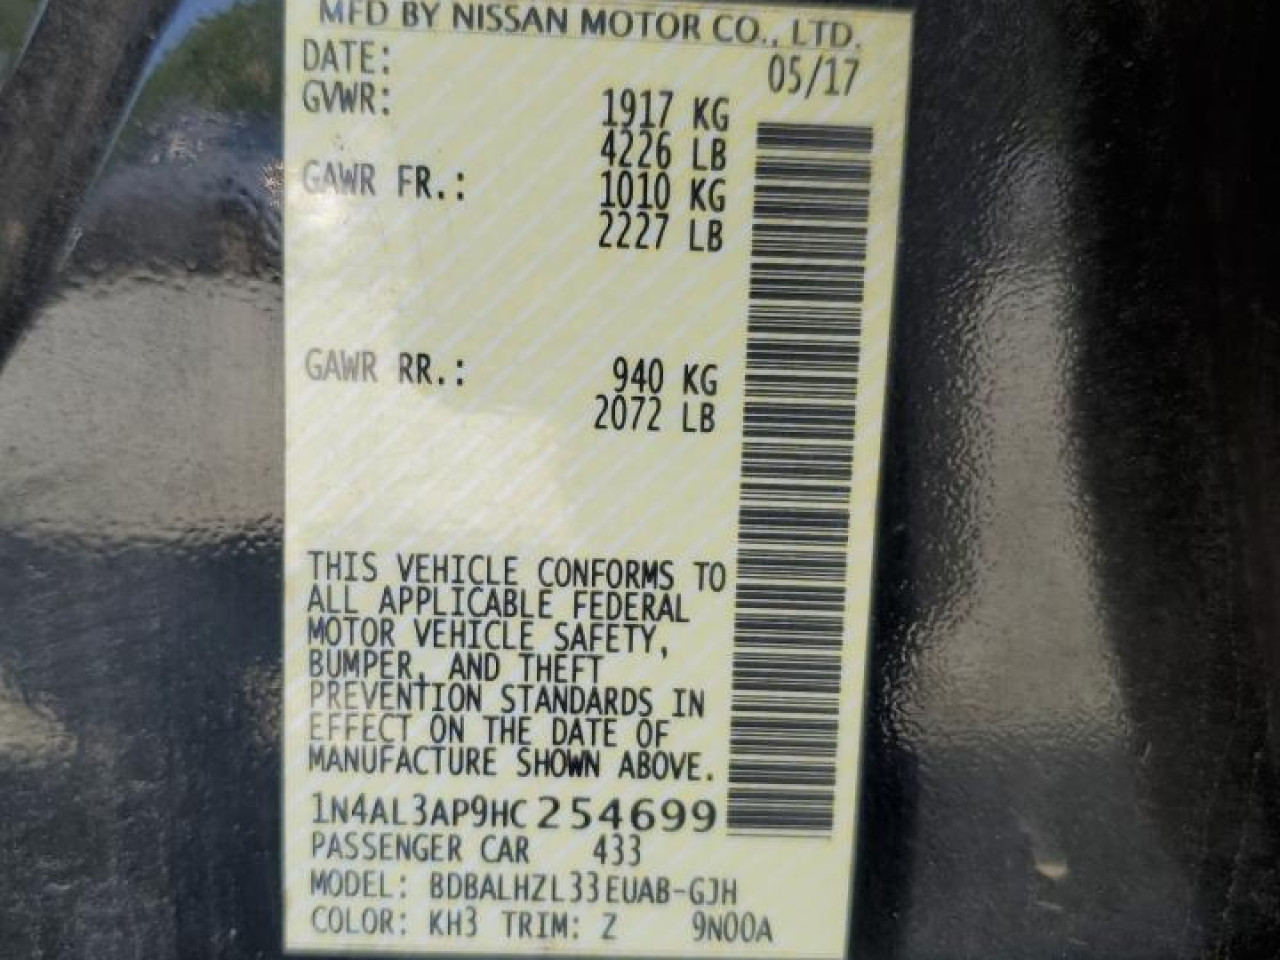 MFD BY NISSAN MOTOR CO., LTD.
DATE: 05/17
GVWR: 1917 KG
4226 LB
GAWR FR.: 1010 KG
2227 LB
GAWR RR.: 940 KG
2072 LB
THIS VEHICLE CONFORMS TO
ALL APPLICABLE FEDERAL
MOTOR VEHICLE SAFETY,
BUMPER, AND THEFT
PREVENTION STANDARDS IN
EFFECT ON THE DATE OF
MANUFACTURE SHOWN ABOVE.
1N4AL3AP9HC254699
PASSENGER CAR 433
MODEL: BDBALHZL33EUAB-GJH
COLOR: KH3 TRIM: Z 9N00A